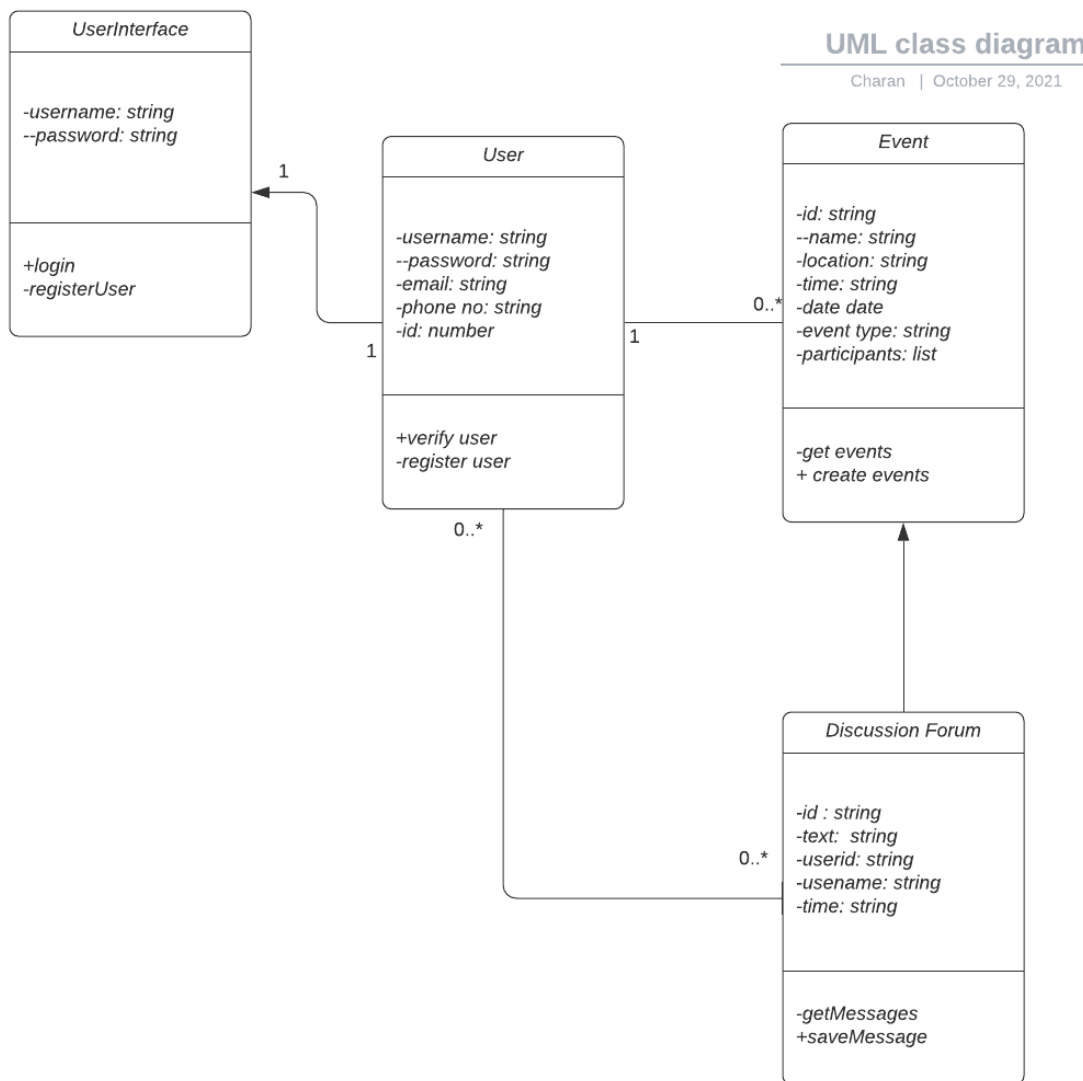 UML class diagram
Charan | October 29, 2021
UserInterface
-username: string
--password: string
+login
-registerUser
1
1
User
-username: string
--password: string
-email: string
-phone no: string
-id: number
+verify user
-register user
1
0..*
Event
-id: string
--name: string
-location: string
-time: string
-date date
-event type: string
-participants: list
-get events
+ create events
0..*
0..*
Discussion Forum
-id : string
-text:  string
-userid: string
-usename: string
-time: string
-getMessages
+saveMessage